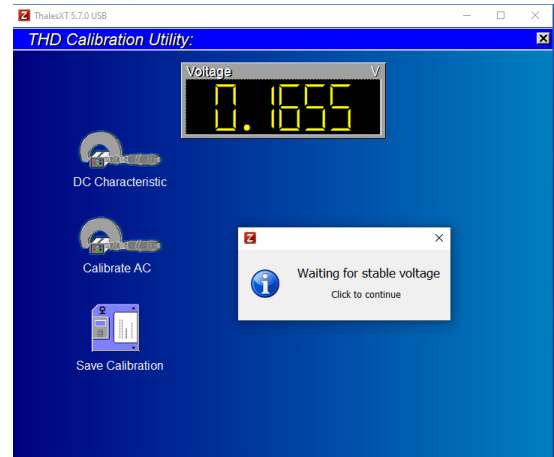 ThalesXT 5.7.0 USB
THD Calibration Utility:
Voltage V
0.1655
DC Characteristic
Calibrate AC
Waiting for stable voltage
Click to continue
Save Calibration